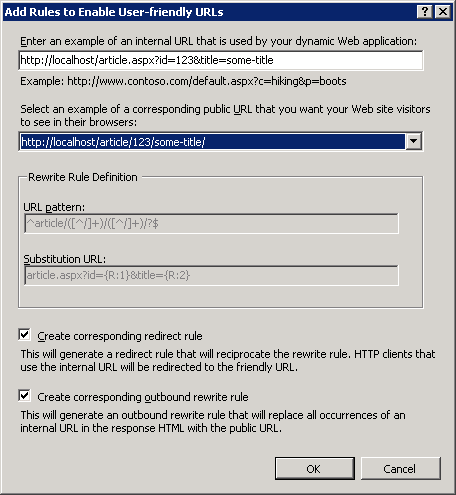 Add Rules to Enable User-friendly URLs
Enter an example of an internal URL that is used by your dynamic Web application:
http://localhost/article.aspx?id=123&title=some-title
Example: http://www.contoso.com/default.aspx?c=hiking&p=boots
Select an example of a corresponding public URL that you want your Web site visitors
to see in their browsers:
http://localhost/article/123/some-title/
Rewrite Rule Definition
URL pattern:
^article/([^/]+)/([^/]+)/?$
Substitution URL:
article.aspx?id={R:1}&title={R:2}
Create corresponding redirect rule
This will generate a redirect rule that will reciprocate the rewrite rule. HTTP clients that
use the internal URL will be redirected to the friendly URL.
Create corresponding outbound rewrite rule
This will generate an outbound rewrite rule that will replace all occurrences of an
internal URL in the response HTML with the public URL.
OK
Cancel